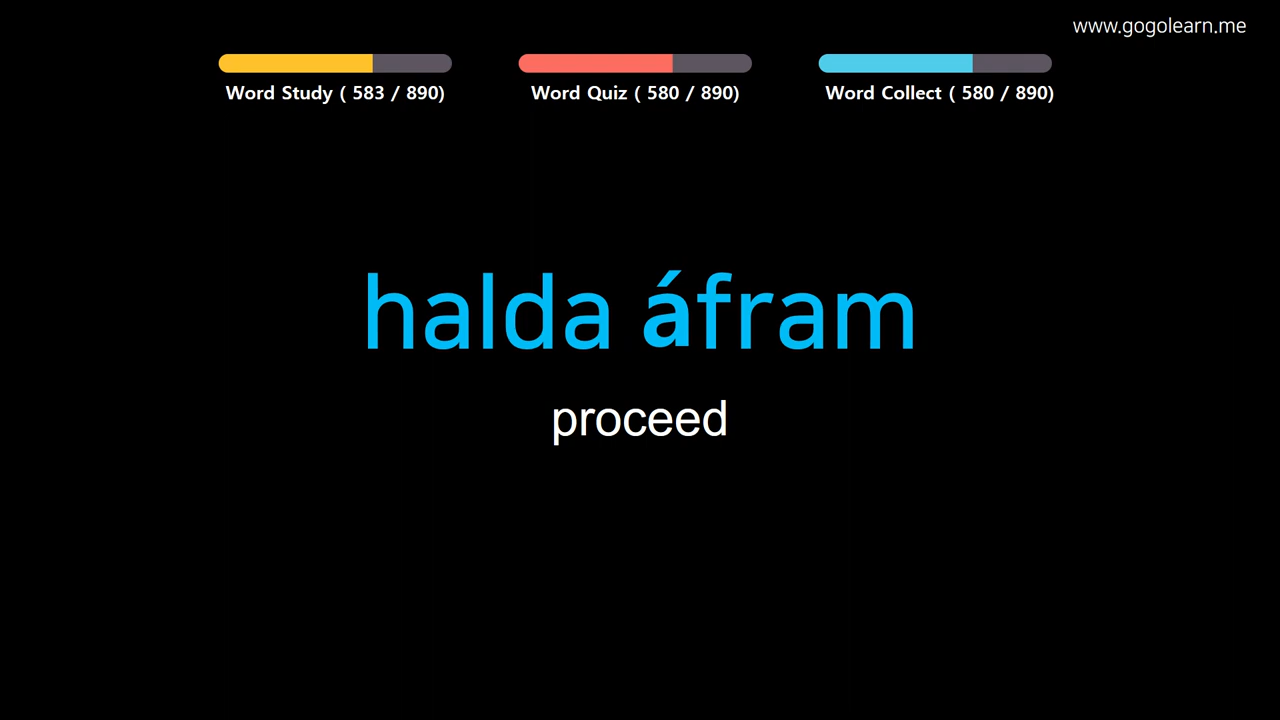 www.gogolearn.me
Word Study ( 583 / 890)
Word Quiz ( 580 / 890)
Word Collect ( 580 / 890)
halda áfram
proceed